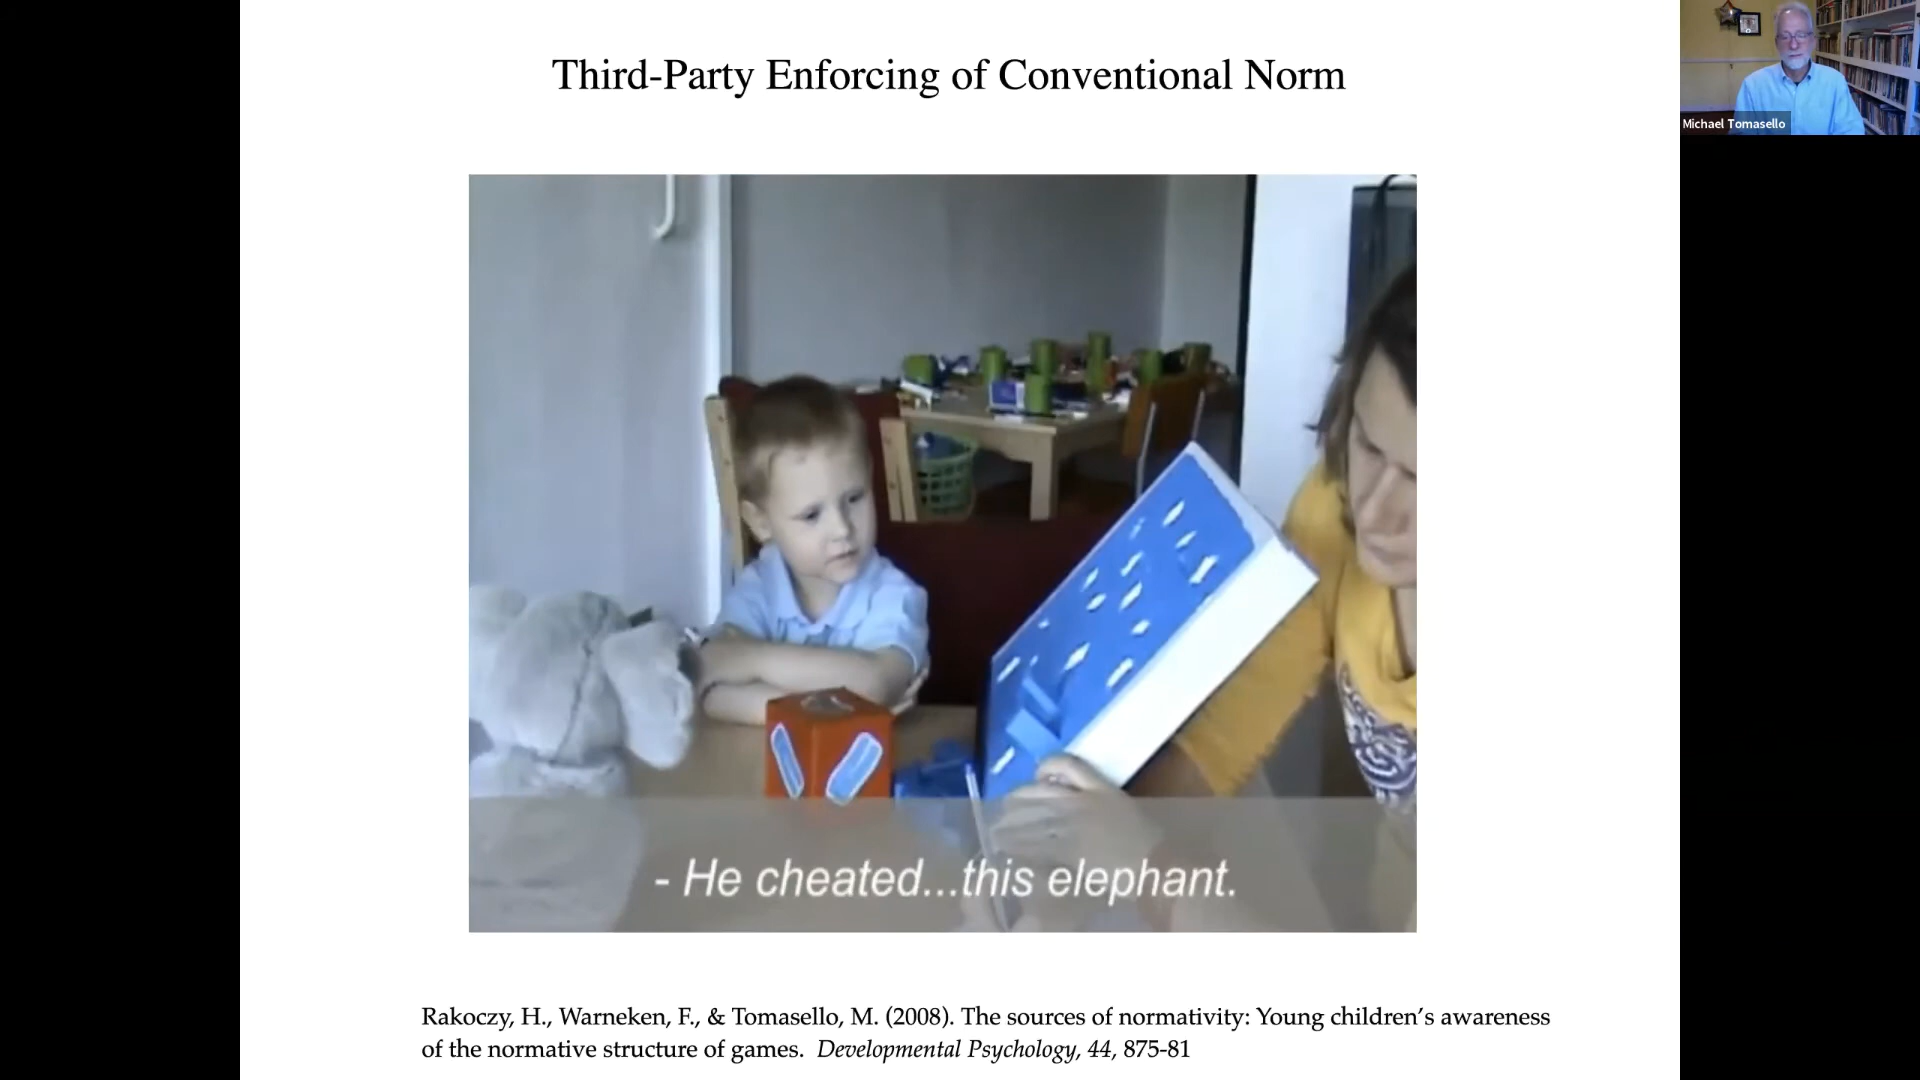 Third-Party Enforcing of Conventional Norm
Michael Tomasello
- He cheated...this elephant.
Rakoczy, H., Warneken, F., & Tomasello, M. (2008). The sources of normativity: Young children’s awareness
of the normative structure of games. Developmental Psychology, 44, 875-81